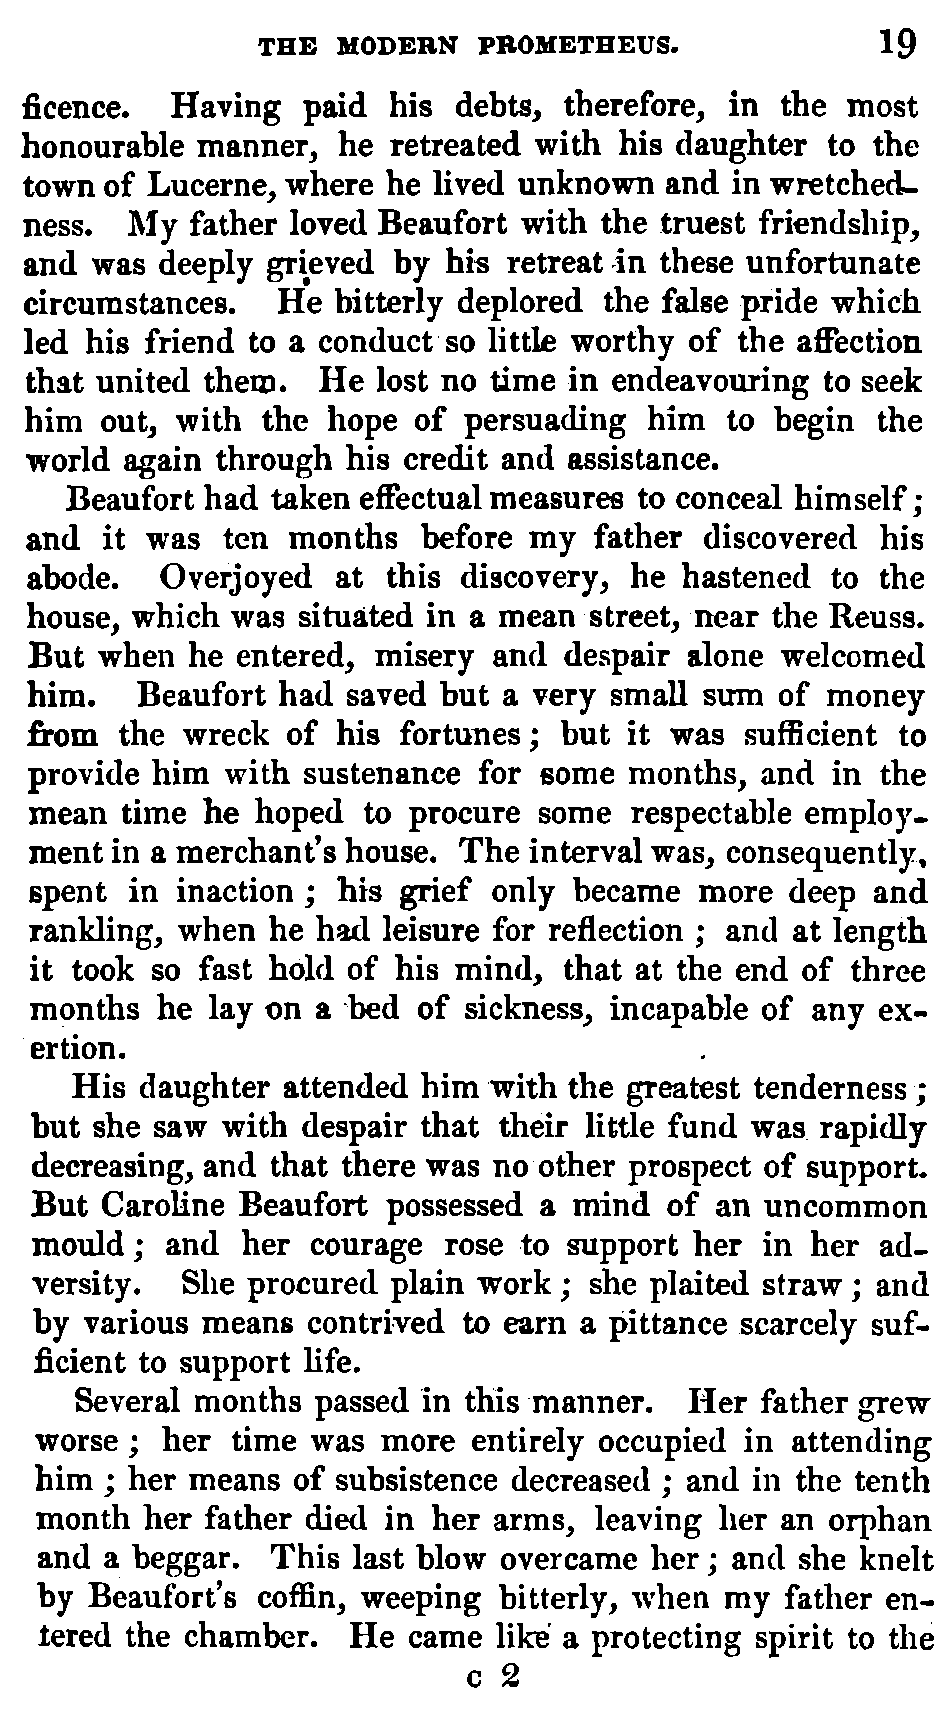 THE MODERN PROMETHEUS. 19
ficence. Having paid his debts, therefore, in the most
honourable manner, he retreated with his daughter to the
town of Lucerne, where he lived unknown and in wretched-
ness. My father loved Beaufort with the truest friendship,
and was deeply grieved by his retreat in these unfortunate
circumstances. He bitterly deplored the false pride which
led his friend to a conduct so little worthy of the affection
that united them. He lost no time in endeavouring to seek
him out, with the hope of persuading him to begin the
world again through his credit and assistance.
Beaufort had taken effectual measures to conceal himself;
and it was ten months before my father discovered his
abode. Overjoyed at this discovery, he hastened to the
house, which was situated in a mean street, near the Reuss.
But when he entered, misery and despair alone welcomed
him. Beaufort had saved but a very small sum of money
from the wreck of his fortunes; but it was sufficient to
provide him with sustenance for some months, and in the
mean time he hoped to procure some respectable employ-
ment in a merchant's house. The interval was, consequently,
spent in inaction; his grief only became more deep and
rankling, when he had leisure for reflection; and at length
it took so fast hold of his mind, that at the end of three
months he lay on a bed of sickness, incapable of any ex-
ertion.
His daughter attended him with the greatest tenderness;
but she saw with despair that their little fund was rapidly
decreasing, and that there was no other prospect of support.
But Caroline Beaufort possessed a mind of an uncommon
mould; and her courage rose to support her in her ad-
versity. She procured plain work; she plaited straw; and
by various means contrived to earn a pittance scarcely suf-
ficient to support life.
Several months passed in this manner. Her father grew
worse; her time was more entirely occupied in attending
him; her means of subsistence decreased; and in the tenth
month her father died in her arms, leaving her an orphan
and a beggar. This last blow overcame her; and she knelt
by Beaufort's coffin, weeping bitterly, when my father en-
tered the chamber. He came like a protecting spirit to the
c 2